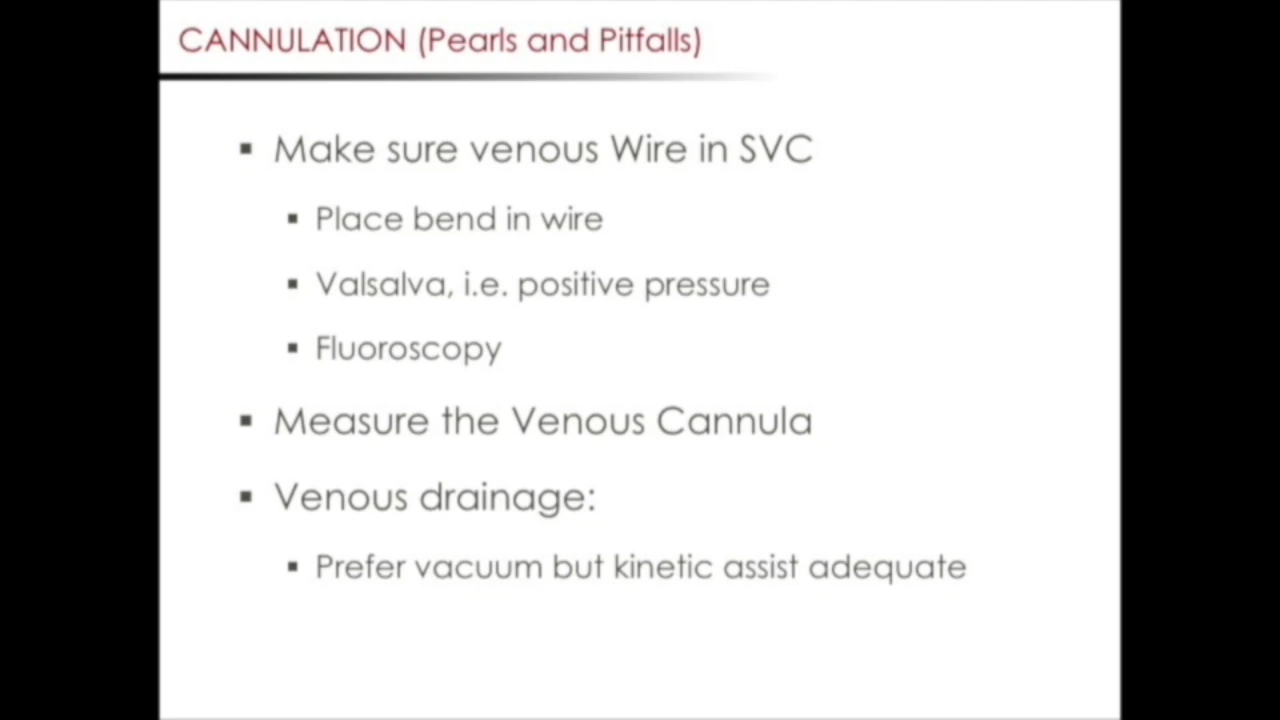 CANNULATION (Pearls and Pitfalls)
▪ Make sure venous Wire in SVC
▪ Place bend in wire
▪ Valsalva, i.e. positive pressure
▪ Fluoroscopy
▪ Measure the Venous Cannula
▪ Venous drainage:
▪ Prefer vacuum but kinetic assist adequate